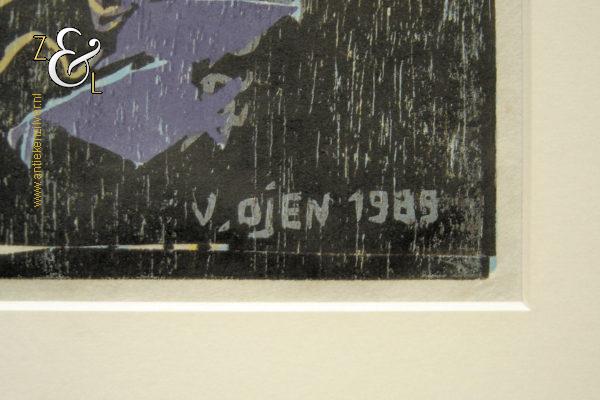 Z & L
www.antiekenzilver.nl
V. OjEN 1989